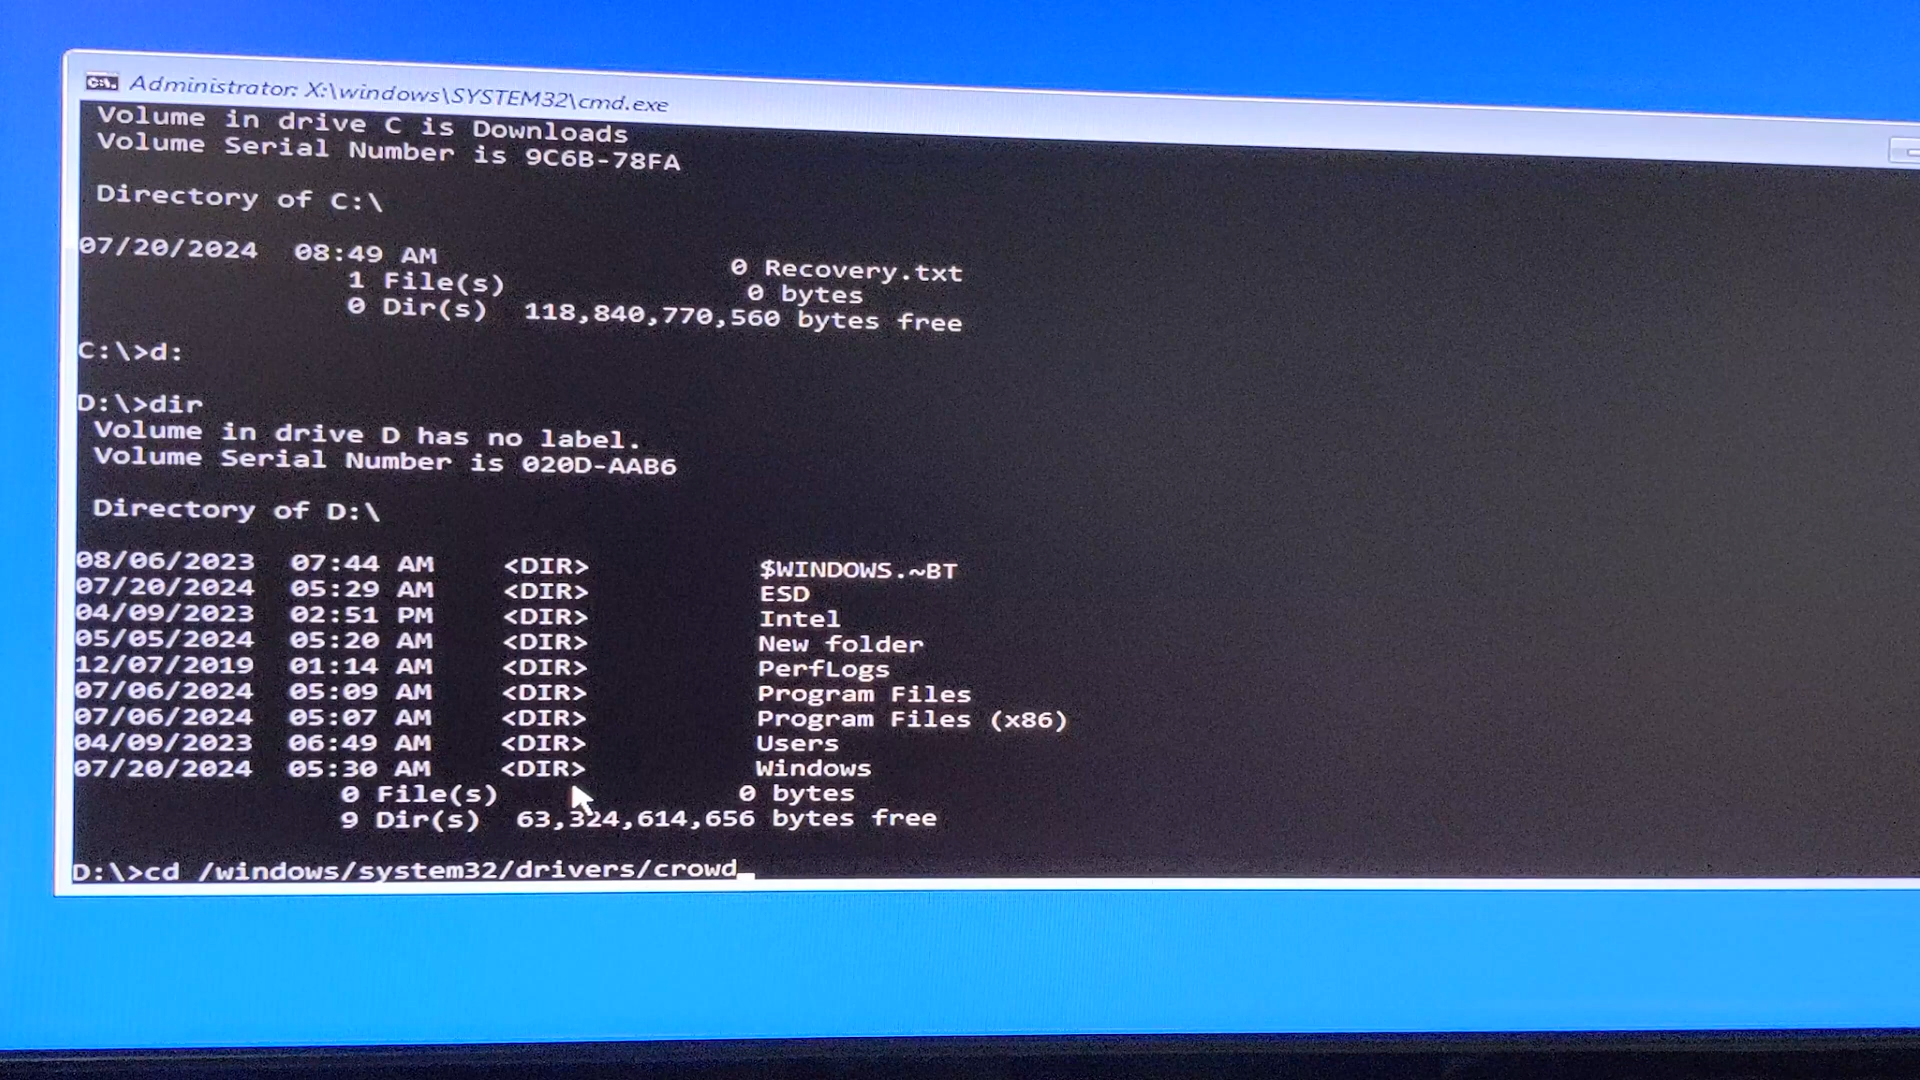 Administrator: X:\windows\SYSTEM32\cmd.exe
Volume in drive C is Downloads
Volume Serial Number is 9C6B-78FA
Directory of C:\
07/20/2024 08:49 AM 0 Recovery.txt
1 File(s) 0 bytes
0 Dir(s) 118,840,770,560 bytes free
C:\>d:
D:\>dir
Volume in drive D has no label.
Volume Serial Number is 020D-AAB6
Directory of D:\
08/06/2023 07:44 AM <DIR> $WINDOWS.~BT
07/20/2024 05:29 AM <DIR> ESD
04/09/2023 02:51 PM <DIR> Intel
05/05/2024 05:20 AM <DIR> New folder
12/07/2019 01:14 AM <DIR> PerfLogs
07/06/2024 05:09 AM <DIR> Program Files
07/06/2024 05:07 AM <DIR> Program Files (x86)
04/09/2023 06:49 AM <DIR> Users
07/20/2024 05:30 AM <DIR> Windows
0 File(s) 0 bytes
9 Dir(s) 63,324,614,656 bytes free
D:\>cd /windows/system32/drivers/crowd_